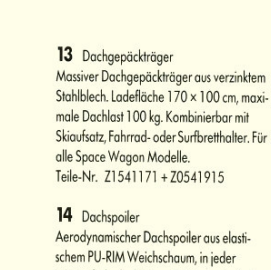 13 Dachgepäckträger
Massiver Dachgepäckträger aus verzinktem
Stahlblech. Ladefläche 170 × 100 cm, maxi-
male Dachlast 100 kg. Kombinierbar mit
Skiaufsatz, Fahrrad- oder Surfbretthalter. Für
alle Space Wagon Modelle.
Teile-Nr. Z1541171 + Z0541915
14 Dachspoiler
Aerodynamischer Dachspoiler aus elasti-
schem PU-RIM Weichschaum, in jeder